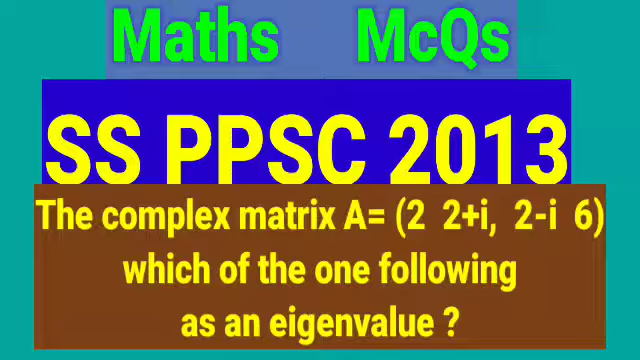 Maths McQs
SS PPSC 2013
The complex matrix A= (2 2+i, 2-i 6)
which of the one following
as an eigenvalue ?